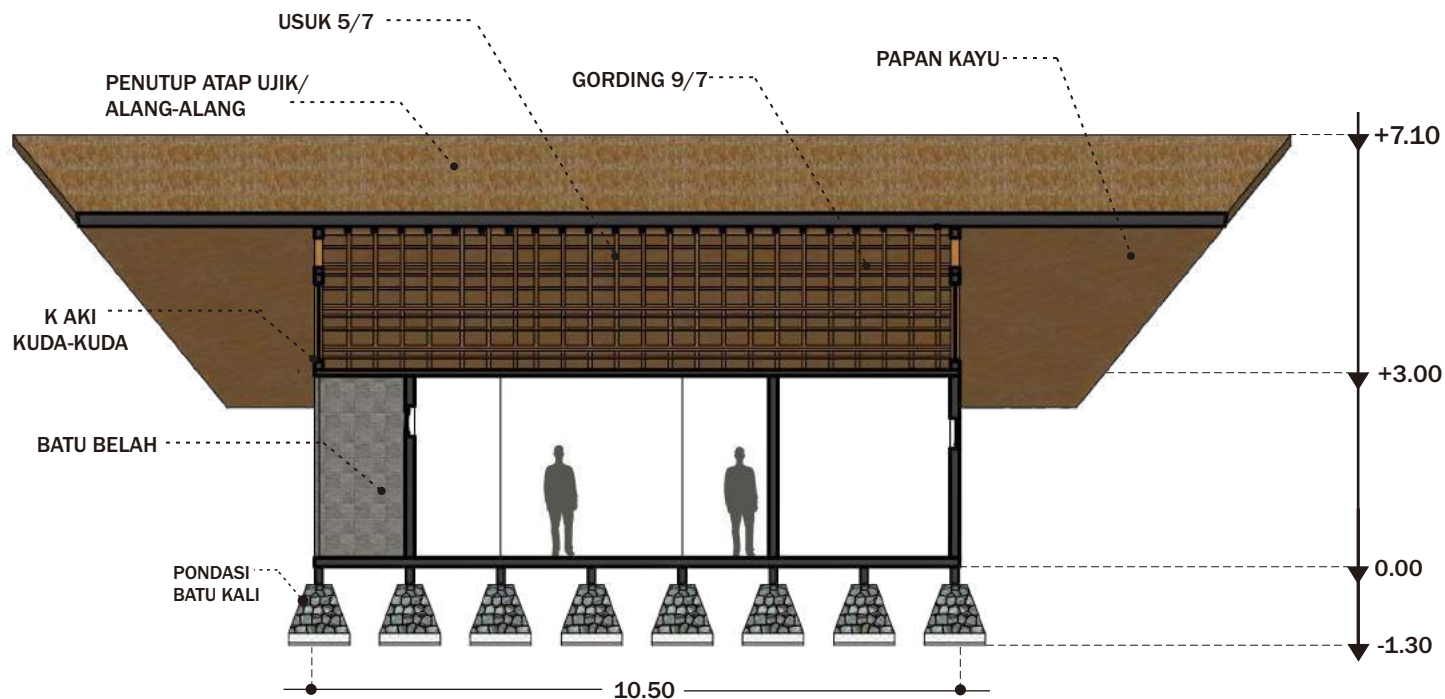 USUK 5/7
PENUTUP ATAP UJIK/
ALANG-ALANG
GORDING 9/7
PAPAN KAYU
+7.10
K AKI
KUDA-KUDA
+3.00
BATU BELAH
PONDASI
BATU KALI
0.00
-1.30
10.50